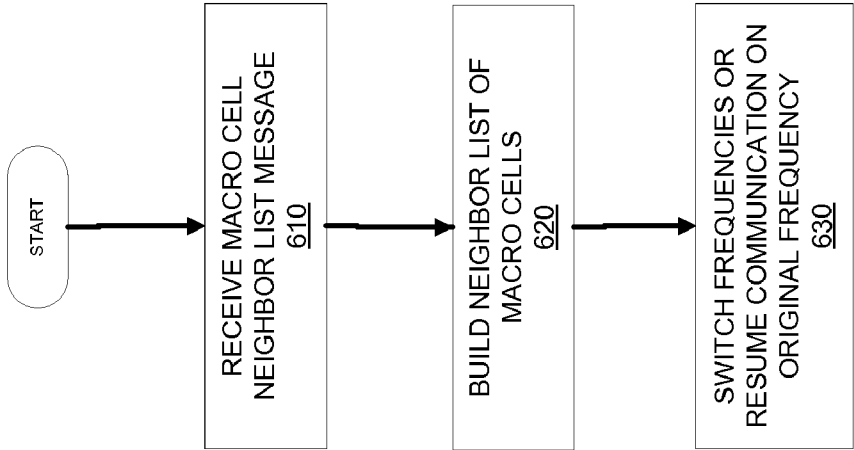 START
RECEIVE MACRO CELL
NEIGHBOR LIST MESSAGE
610
BUILD NEIGHBOR LIST OF
MACRO CELLS
620
SWITCH FREQUENCIES OR
RESUME COMMUNICATION ON
ORIGINAL FREQUENCY
630